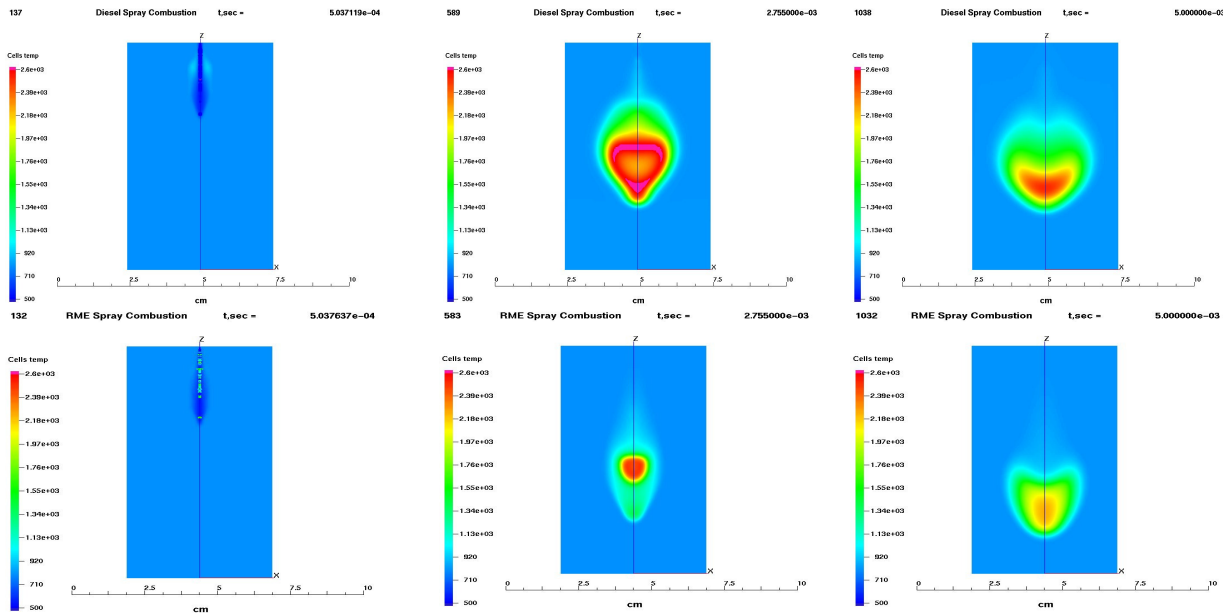 137 Diesel Spray Combustion t,sec = 5.037119e-04
Z
Cells temp
2.6e+03
2.39e+03
2.18e+03
1.97e+03
1.76e+03
1.55e+03
1.34e+03
1.13e+03
920
710
500
X
0 2.5 5 7.5 10
cm
589 Diesel Spray Combustion t,sec = 2.755000e-03
Z
Cells temp
2.6e+03
2.39e+03
2.18e+03
1.97e+03
1.76e+03
1.55e+03
1.34e+03
1.13e+03
920
710
500
X
0 2.5 5 7.5 10
cm
1038 Diesel Spray Combustion t,sec = 5.000000e-03
Z
Cells temp
2.6e+03
2.39e+03
2.18e+03
1.97e+03
1.76e+03
1.55e+03
1.34e+03
1.13e+03
920
710
500
X
0 2.5 5 7.5 10
cm
132 RME Spray Combustion t,sec = 5.037637e-04
Z
Cells temp
2.6e+03
2.39e+03
2.18e+03
1.97e+03
1.76e+03
1.55e+03
1.34e+03
1.13e+03
920
710
500
X
0 2.5 5 7.5 10
cm
583 RME Spray Combustion t,sec = 2.755000e-03
Z
Cells temp
2.6e+03
2.39e+03
2.18e+03
1.97e+03
1.76e+03
1.55e+03
1.34e+03
1.13e+03
920
710
500
X
0 2.5 5 7.5 10
cm
1032 RME Spray Combustion t,sec = 5.000000e-03
Z
Cells temp
2.6e+03
2.39e+03
2.18e+03
1.97e+03
1.76e+03
1.55e+03
1.34e+03
1.13e+03
920
710
500
X
0 2.5 5 7.5 10
cm